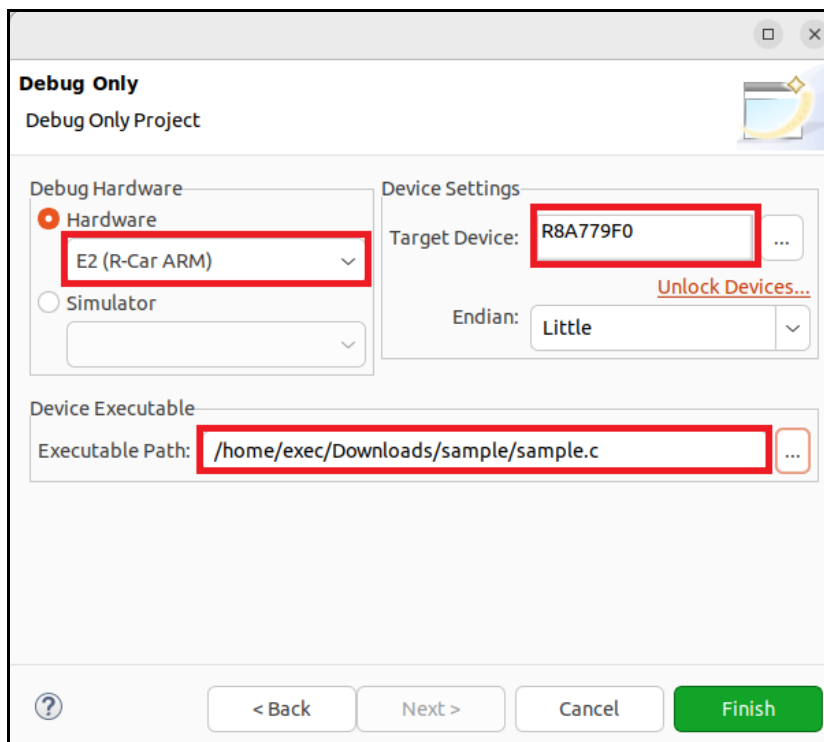 Debug Only
Debug Only Project
Debug Hardware
Hardware
E2 (R-Car ARM)
Simulator
Device Settings
Target Device: R8A779F0 ...
Unlock Devices...
Endian: Little
Device Executable
Executable Path: /home/exec/Downloads/sample/sample.c ...
? < Back Next > Cancel Finish